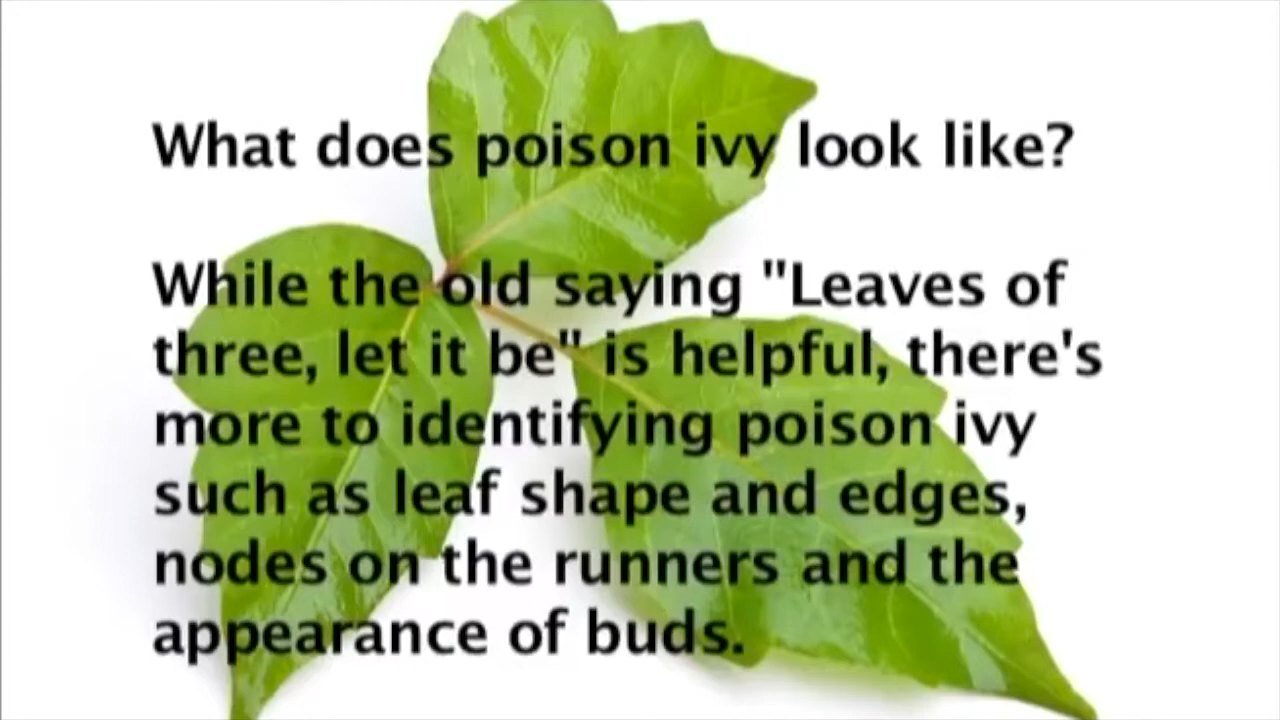 What does poison ivy look like?
While the old saying "Leaves of
three, let it be" is helpful, there's
more to identifying poison ivy
such as leaf shape and edges,
nodes on the runners and the
appearance of buds.